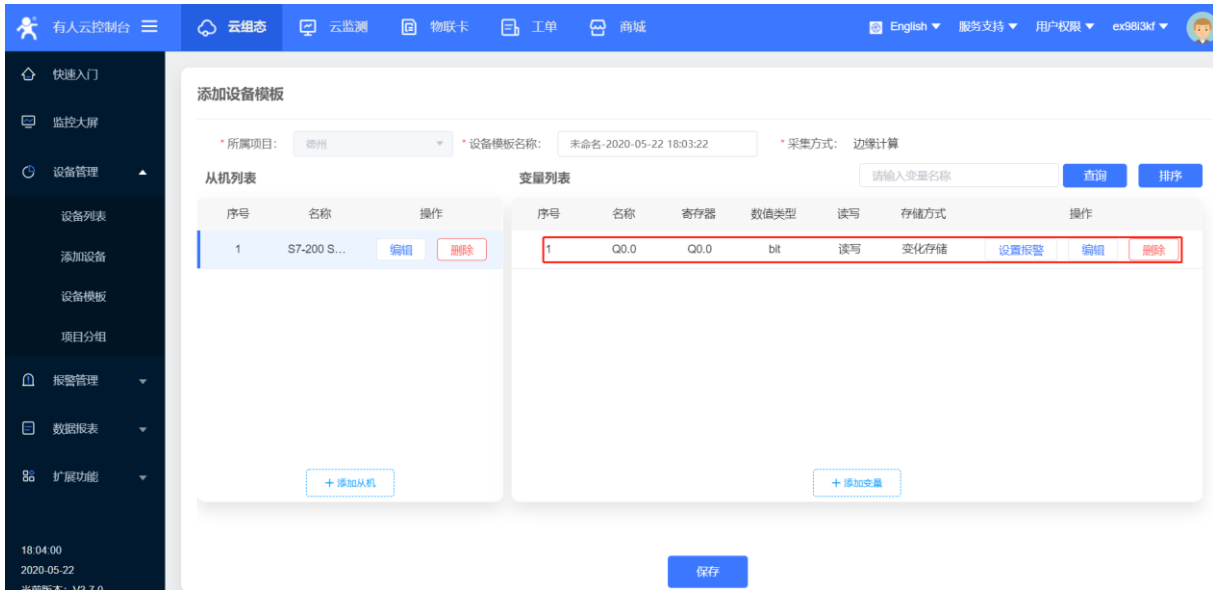 有人云控制台 云组态 云监测 物联卡 工单 商城 English 服务支持 用户权限 ex98i3kf
快速入门
监控大屏
设备管理
设备列表
添加设备
设备模板
项目分组
报警管理
数据报表
扩展功能
18:04:00
2020-05-22
当前版本: V3.7.0
添加设备模板
*所属项目: 德州 *设备模板名称: 未命名-2020-05-22 18:03:22 *采集方式: 边缘计算
从机列表
序号 名称 操作
1 S7-200 S... 编辑 删除
+ 添加从机
变量列表 请输入变量名称 查询 排序
序号 名称 寄存器 数值类型 读写 存储方式 操作
1 Q0.0 Q0.0 bit 读写 变化存储 设置报警 编辑 删除
+ 添加变量
保存